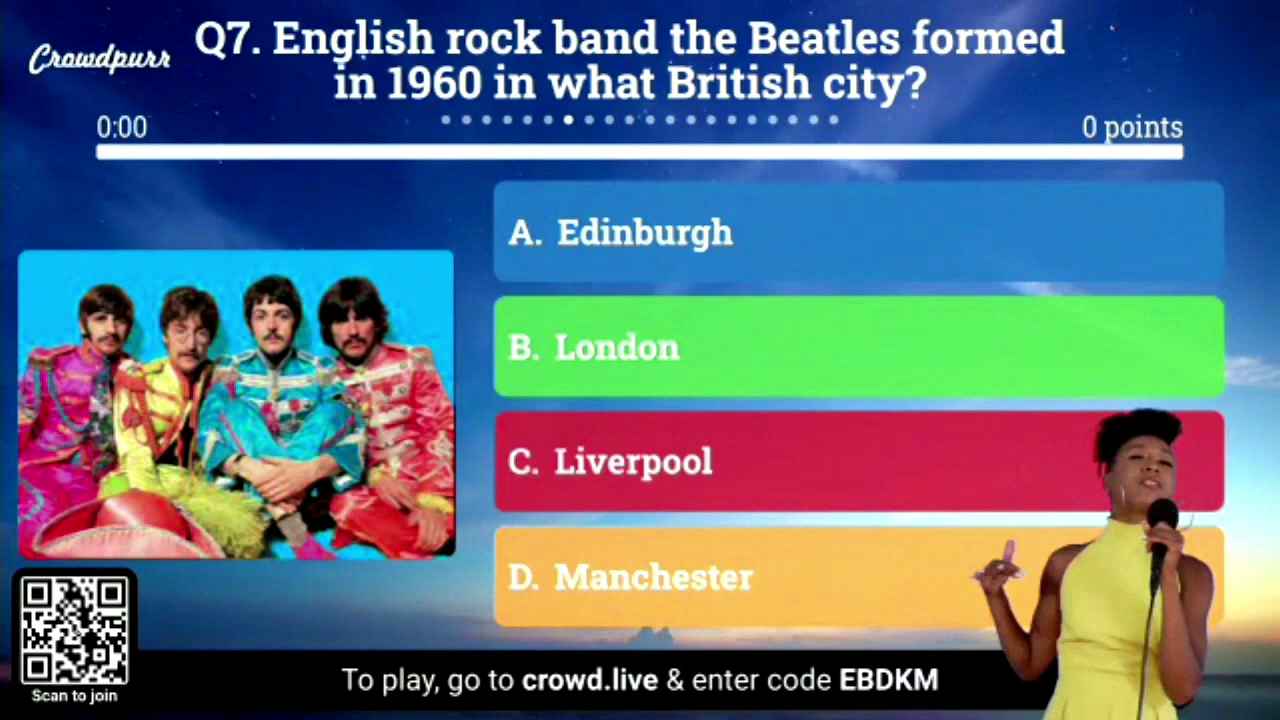 Crowdpurr
Q7. English rock band the Beatles formed
in 1960 in what British city?
0:00
0 points
A. Edinburgh
B. London
C. Liverpool
D. Manchester
Scan to join
To play, go to crowd.live & enter code EBDKM